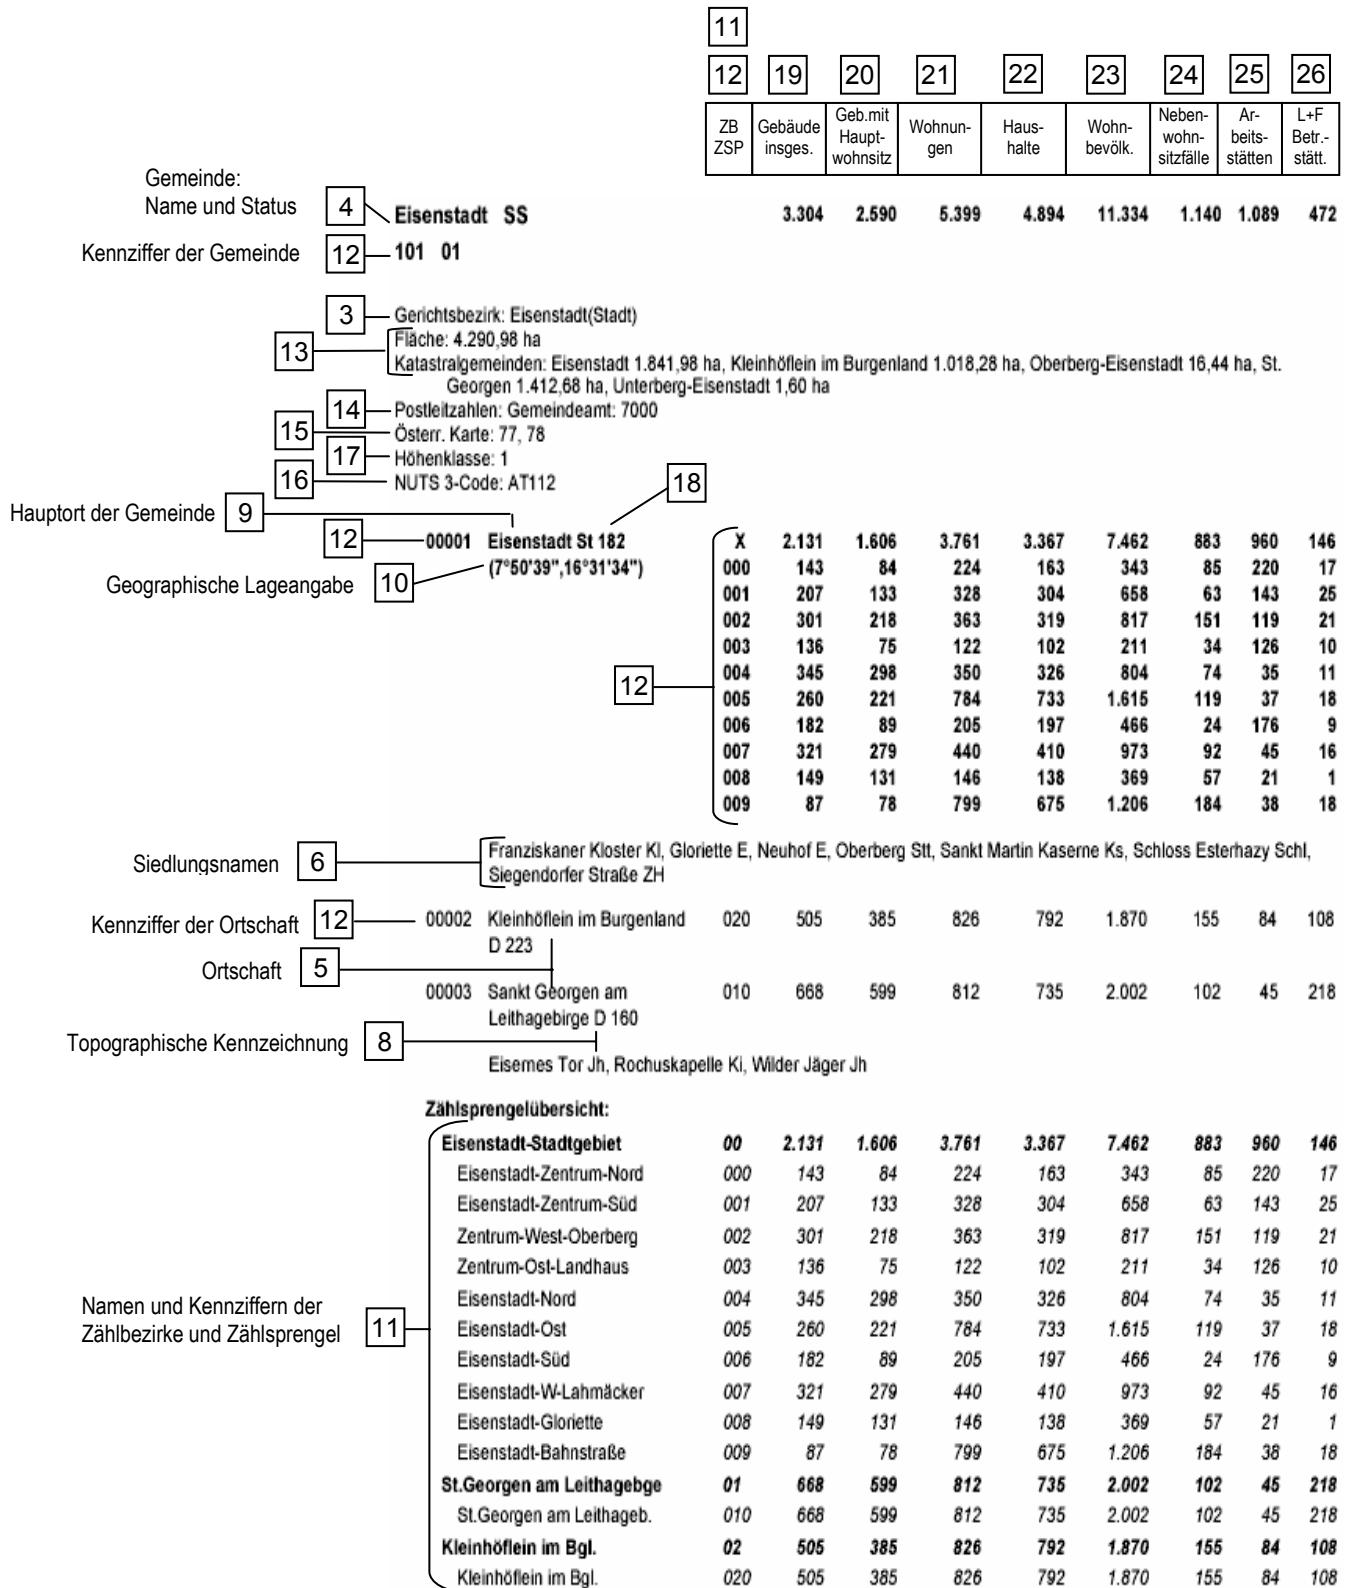 11
12 19 20 21 22 23 24 25 26
ZB ZSP Gebäude insges. Geb.mit Haupt- wohnsitz Wohnun- gen Haus- halte Wohn- bevölk. Neben- wohn- sitzfälle Ar- beits- stätten L+F Betr.- stätt.
Gemeinde:
Name und Status 4 Eisenstadt SS 3.304 2.590 5.399 4.894 11.334 1.140 1.089 472
Kennziffer der Gemeinde 12 101 01
3 Gerichtsbezirk: Eisenstadt(Stadt)
13 Fläche: 4.290,98 ha
Katastralgemeinden: Eisenstadt 1.841,98 ha, Kleinhöflein im Burgenland 1.018,28 ha, Oberberg-Eisenstadt 16,44 ha, St.
Georgen 1.412,68 ha, Unterberg-Eisenstadt 1,60 ha
14 Postleitzahlen: Gemeindeamt: 7000
15 Österr. Karte: 77, 78
17 Höhenklasse: 1
16 NUTS 3-Code: AT112
18
Hauptort der Gemeinde 9
12 00001 Eisenstadt St 182 X 2.131 1.606 3.761 3.367 7.462 883 960 146
Geographische Lageangabe 10 (7°50'39",16°31'34") 000 143 84 224 163 343 85 220 17
001 207 133 328 304 658 63 143 25
002 301 218 363 319 817 151 119 21
003 136 75 122 102 211 34 126 10
12 004 345 298 350 326 804 74 35 11
005 260 221 784 733 1.615 119 37 18
006 182 89 205 197 466 24 176 9
007 321 279 440 410 973 92 45 16
008 149 131 146 138 369 57 21 1
009 87 78 799 675 1.206 184 38 18
Siedlungsnamen 6 Franziskaner Kloster Kl, Gloriette E, Neuhof E, Oberberg Stt, Sankt Martin Kaserne Ks, Schloss Esterhazy Schl,
Siegendorfer Straße ZH
Kennziffer der Ortschaft 12 00002 Kleinhöflein im Burgenland 020 505 385 826 792 1.870 155 84 108
D 223
Ortschaft 5
00003 Sankt Georgen am 010 668 599 812 735 2.002 102 45 218
Leithagebirge D 160
Topographische Kennzeichnung 8
Eisernes Tor Jh, Rochuskapelle Ki, Wilder Jäger Jh
Zählsprengelübersicht:
Eisenstadt-Stadtgebiet 00 2.131 1.606 3.761 3.367 7.462 883 960 146
Eisenstadt-Zentrum-Nord 000 143 84 224 163 343 85 220 17
Eisenstadt-Zentrum-Süd 001 207 133 328 304 658 63 143 25
Zentrum-West-Oberberg 002 301 218 363 319 817 151 119 21
Zentrum-Ost-Landhaus 003 136 75 122 102 211 34 126 10
Namen und Kennziffern der
Zählbezirke und Zählsprengel 11
Eisenstadt-Nord 004 345 298 350 326 804 74 35 11
Eisenstadt-Ost 005 260 221 784 733 1.615 119 37 18
Eisenstadt-Süd 006 182 89 205 197 466 24 176 9
Eisenstadt-W-Lahmäcker 007 321 279 440 410 973 92 45 16
Eisenstadt-Gloriette 008 149 131 146 138 369 57 21 1
Eisenstadt-Bahnstraße 009 87 78 799 675 1.206 184 38 18
St.Georgen am Leithagebge 01 668 599 812 735 2.002 102 45 218
St.Georgen am Leithageb. 010 668 599 812 735 2.002 102 45 218
Kleinhöflein im Bgl. 02 505 385 826 792 1.870 155 84 108
Kleinhöflein im Bgl. 020 505 385 826 792 1.870 155 84 108